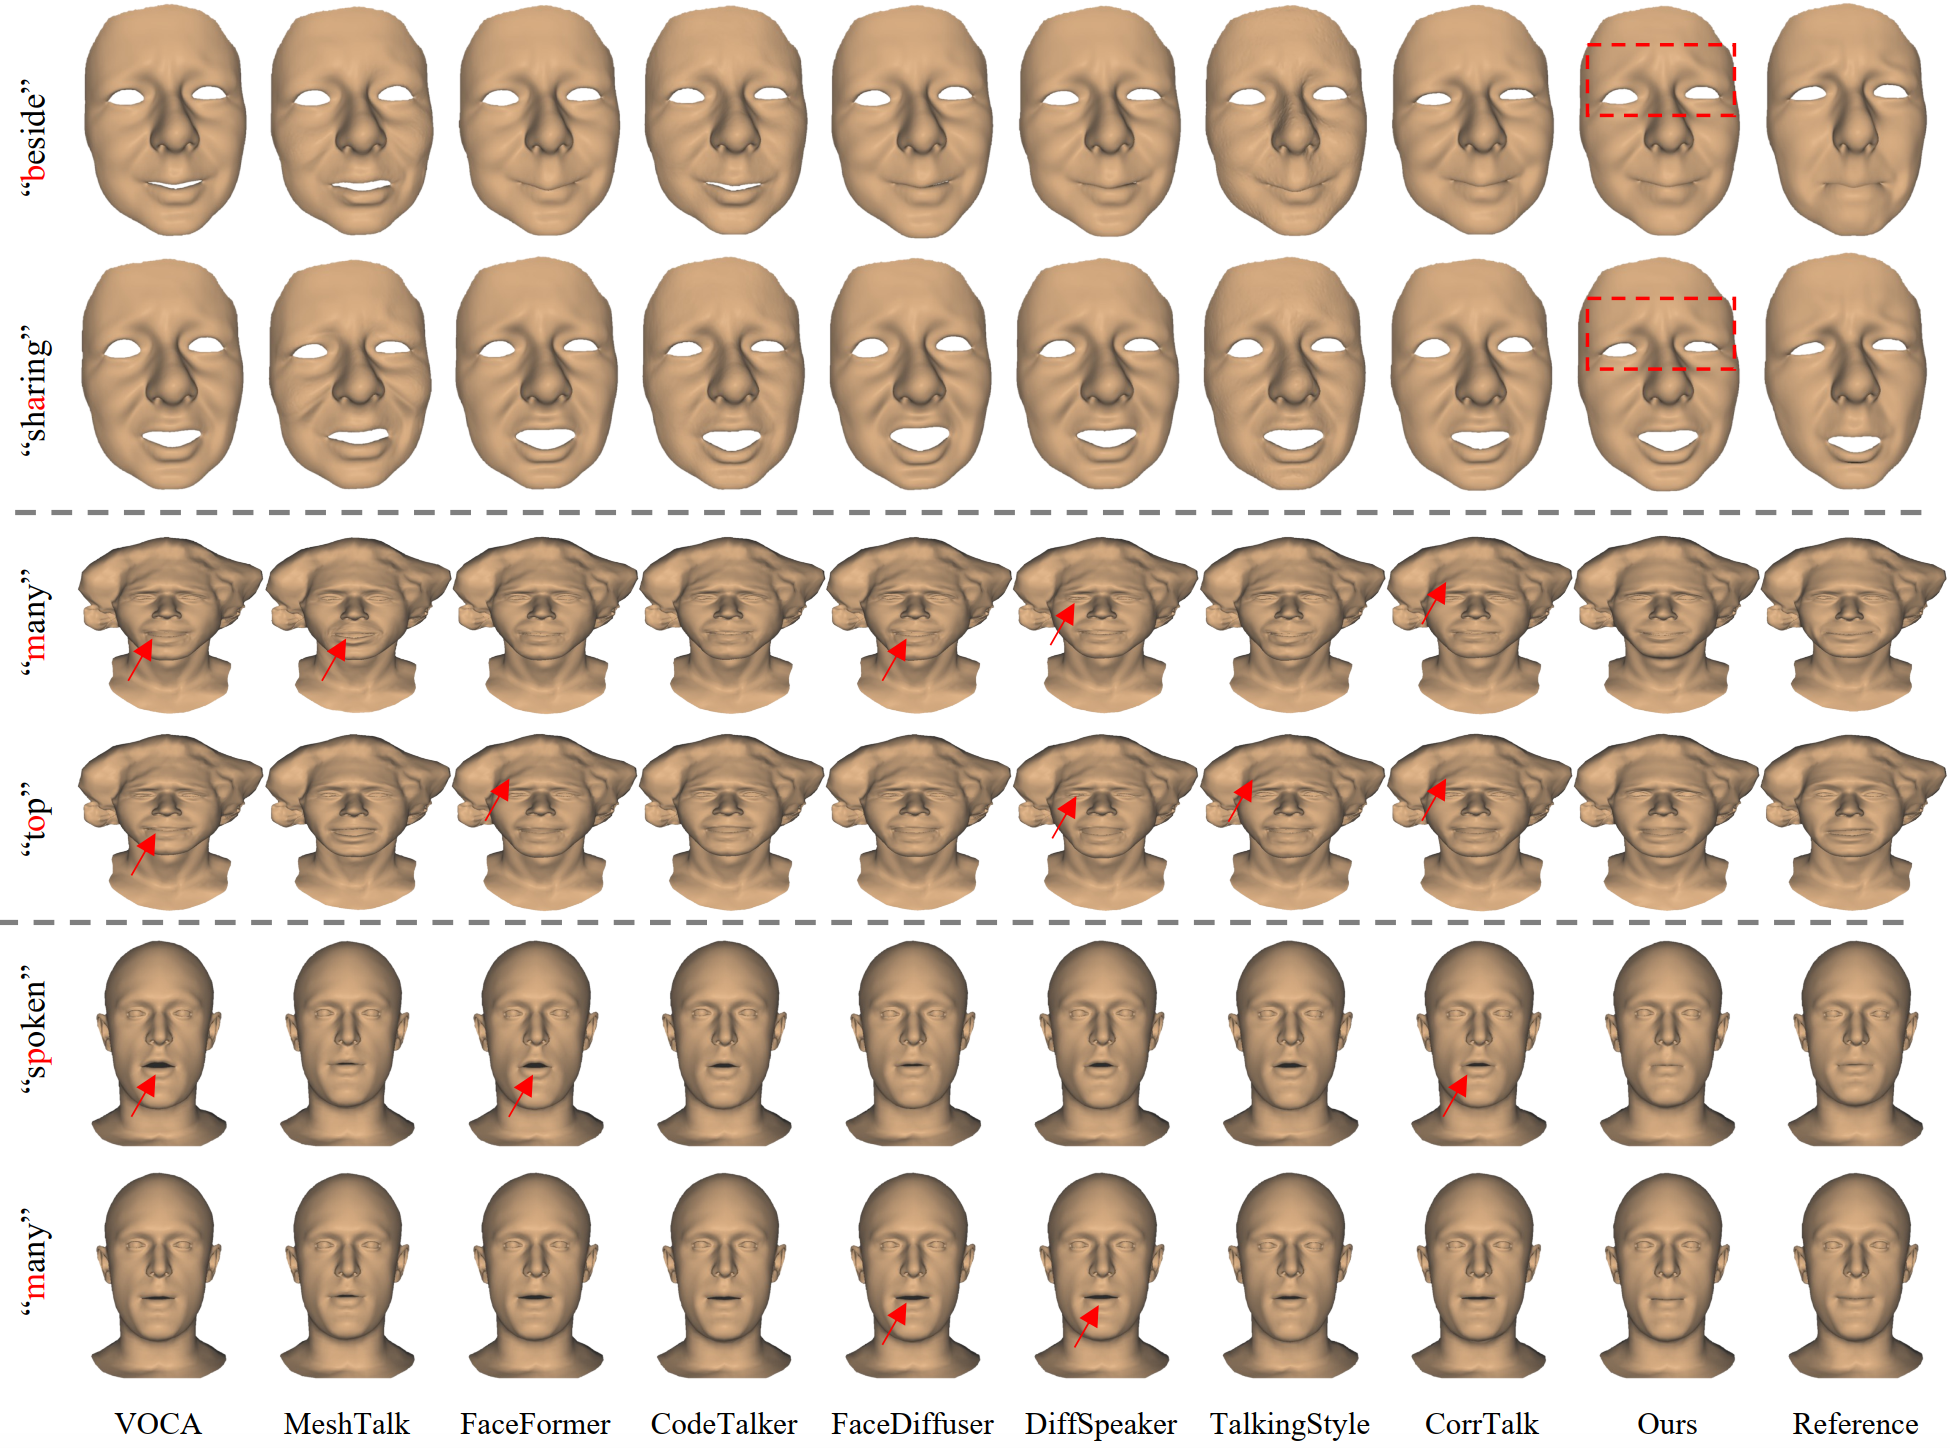 “beside”
“sharing”
“many”
“top”
“spoken”
“many”
VOCA MeshTalk FaceFormer CodeTalker FaceDiffuser DiffSpeaker TalkingStyle CorrTalk Ours Reference